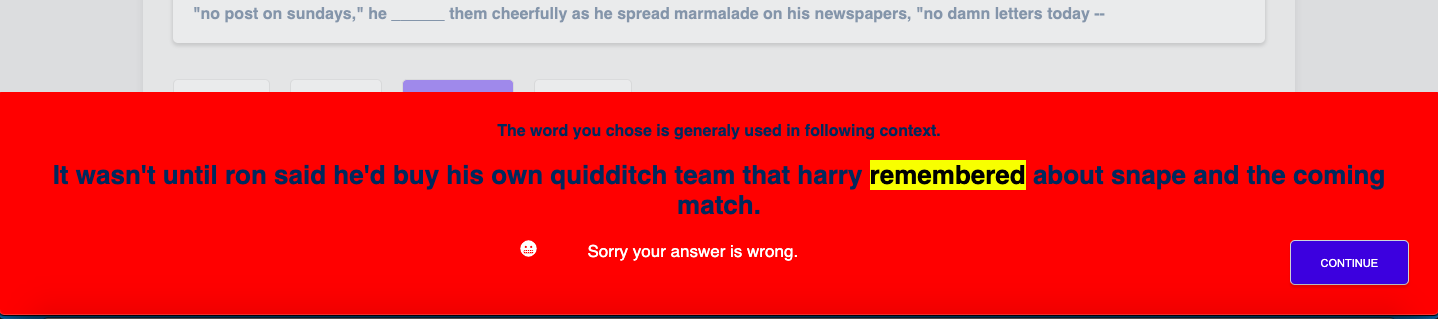 "no post on sundays," he ______ them cheerfully as he spread marmalade on his newspapers, "no damn letters today --
The word you chose is generaly used in following context.
It wasn't until ron said he'd buy his own quidditch team that harry remembered about snape and the coming
match.
Sorry your answer is wrong.
CONTINUE